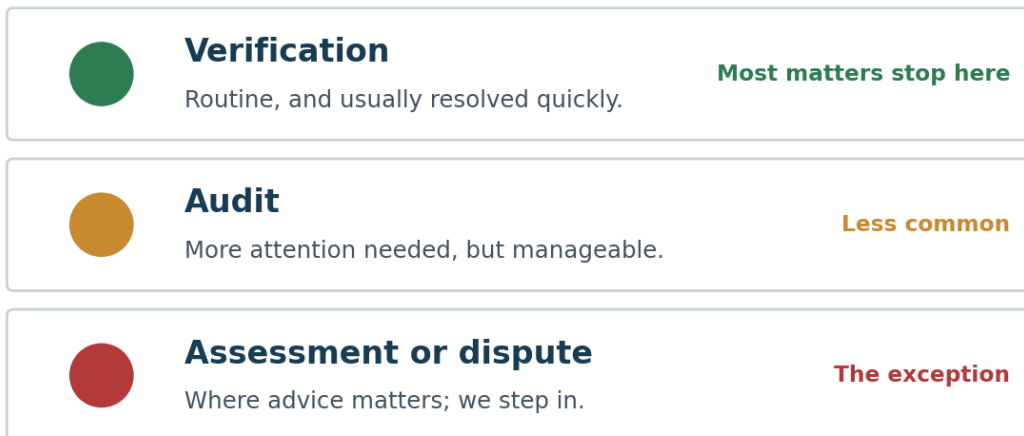 Verification
Most matters stop here
Routine, and usually resolved quickly.
Audit
Less common
More attention needed, but manageable.
Assessment or dispute
The exception
Where advice matters; we step in.